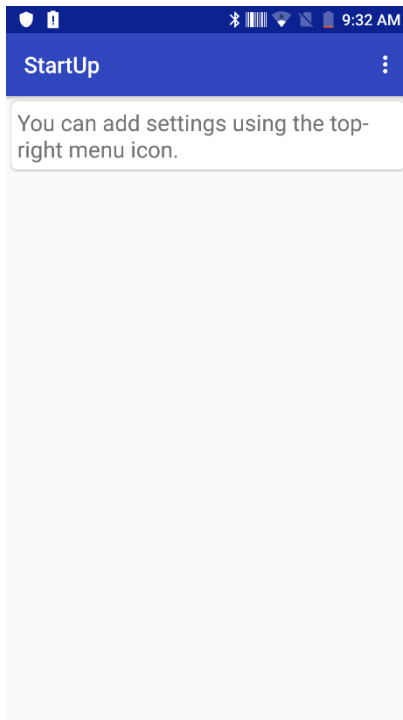 9:32 AM
StartUp
You can add settings using the top-
right menu icon.